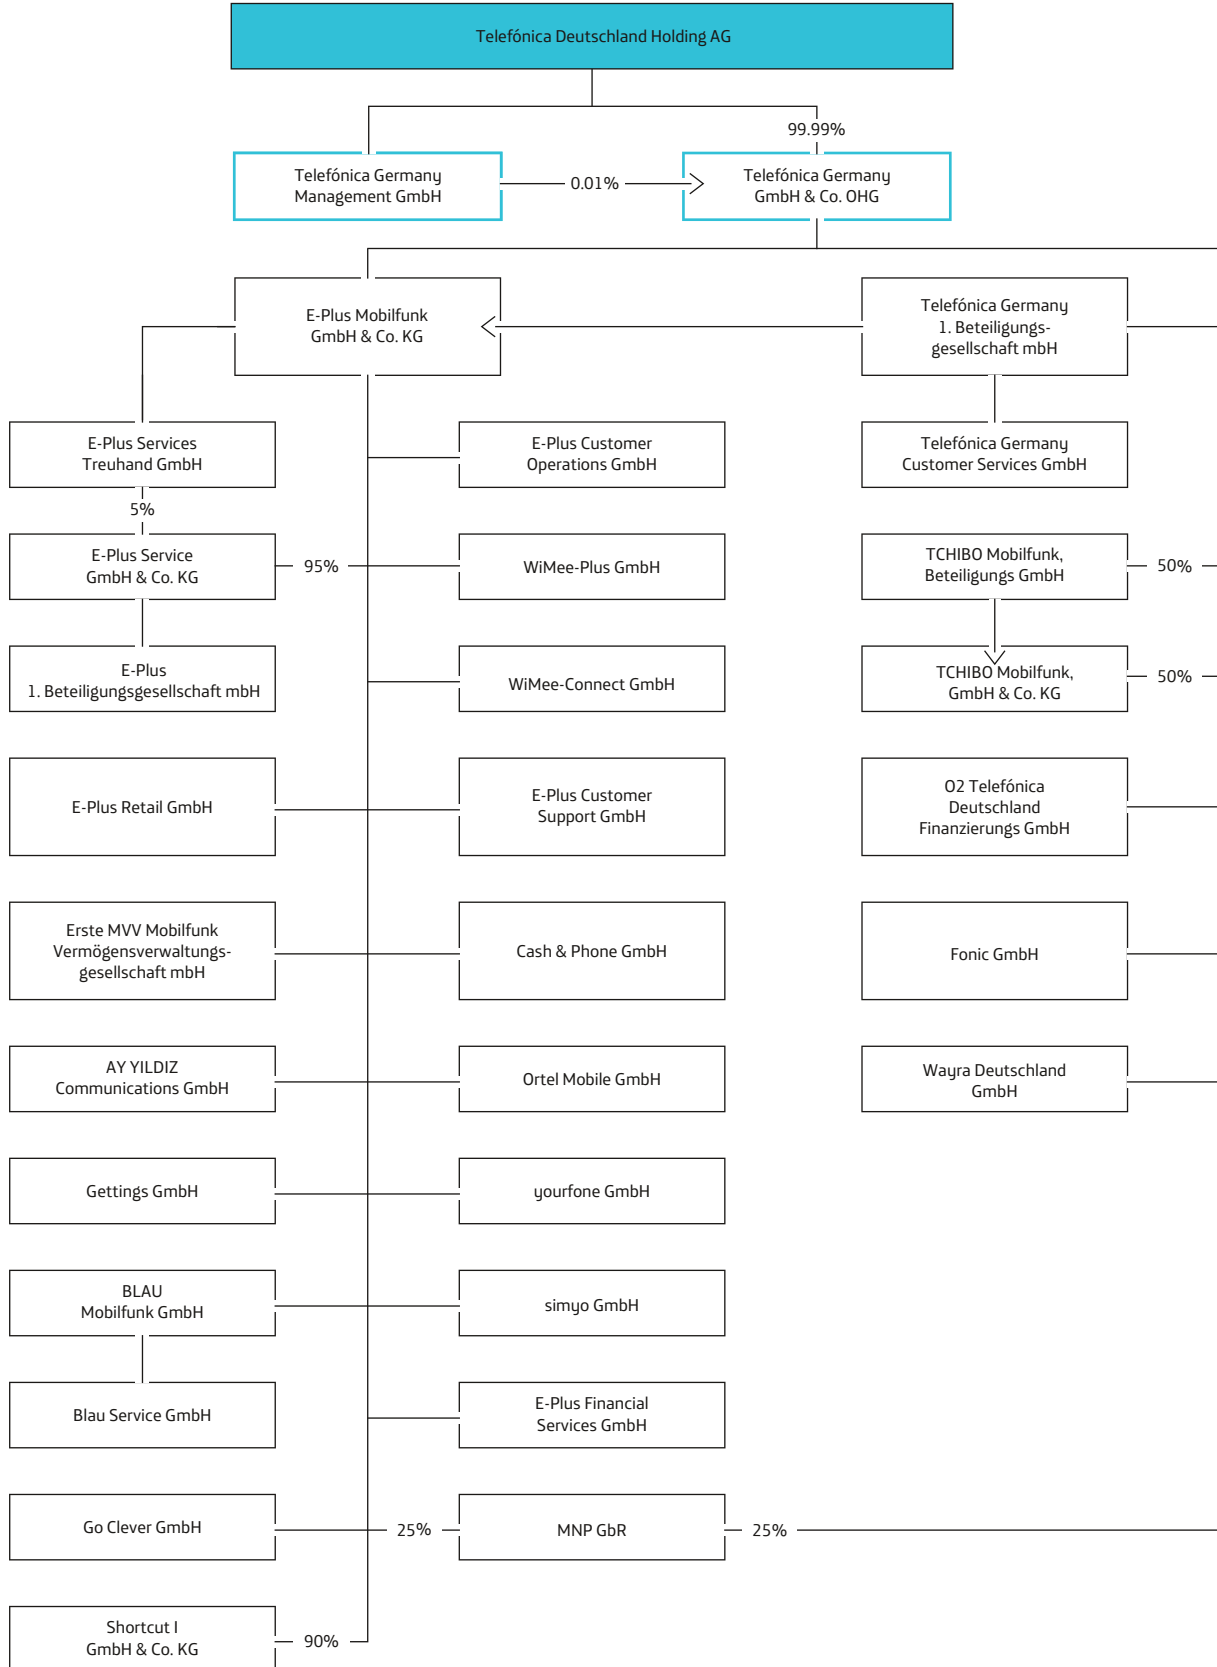 Telefónica Deutschland Holding AG
99.99%
Telefónica Germany
Management GmbH
0.01%
Telefónica Germany
GmbH & Co. OHG
E-Plus Mobilfunk
GmbH & Co. KG
Telefónica Germany
1. Beteiligungs-
gesellschaft mbH
E-Plus Services
Treuhand GmbH
E-Plus Customer
Operations GmbH
Telefónica Germany
Customer Services GmbH
5%
E-Plus Service
GmbH & Co. KG
95%
WiMee-Plus GmbH
TCHIBO Mobilfunk,
Beteiligungs GmbH
50%
E-Plus
1. Beteiligungsgesellschaft mbH
WiMee-Connect GmbH
TCHIBO Mobilfunk,
GmbH & Co. KG
50%
E-Plus Retail GmbH
E-Plus Customer
Support GmbH
O2 Telefónica
Deutschland
Finanzierungs GmbH
Erste MVV Mobilfunk
Vermögensverwaltungs-
gesellschaft mbH
Cash & Phone GmbH
Fonic GmbH
AY YILDIZ
Communications GmbH
Ortel Mobile GmbH
Wayra Deutschland
GmbH
Gettings GmbH
yourfone GmbH
BLAU
Mobilfunk GmbH
simyo GmbH
Blau Service GmbH
E-Plus Financial
Services GmbH
Go Clever GmbH
25%
MNP GbR
25%
Shortcut I
GmbH & Co. KG
90%